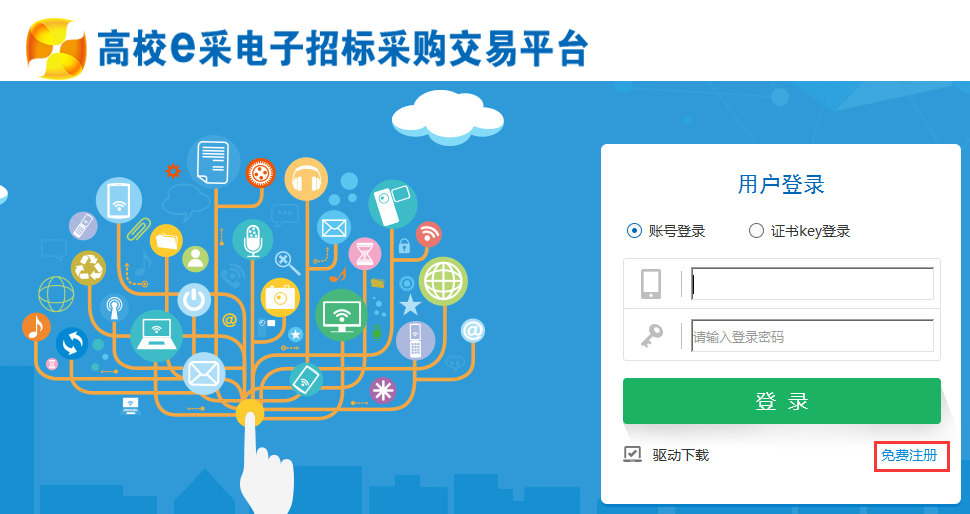 高校e采电子招标采购交易平台
用户登录
账号登录 证书key登录
请输入登录密码
登 录
驱动下载 免费注册